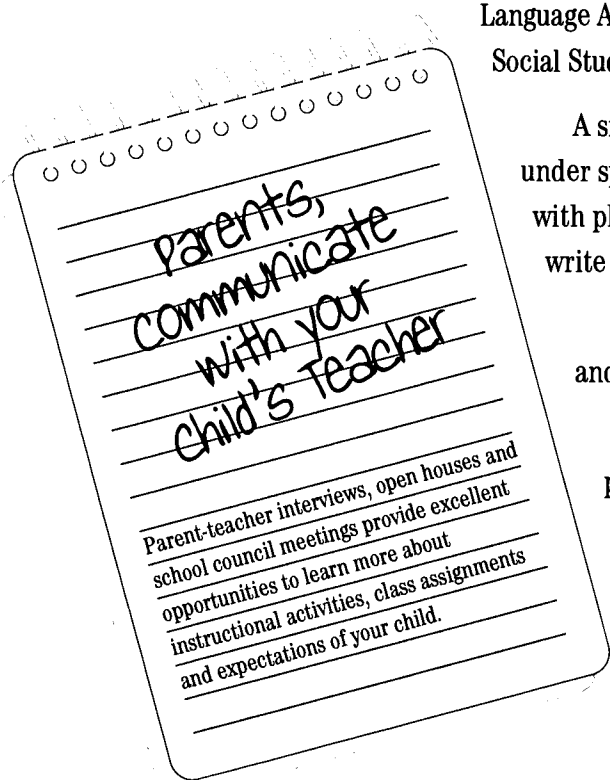 Language A
Social Stud
A s
under s
with pl
write
and
Parents,
communicate
with your
child's Teacher
Parent-teacher interviews, open houses and
school council meetings provide excellent
opportunities to learn more about
instructional activities, class assignments
and expectations of your child.